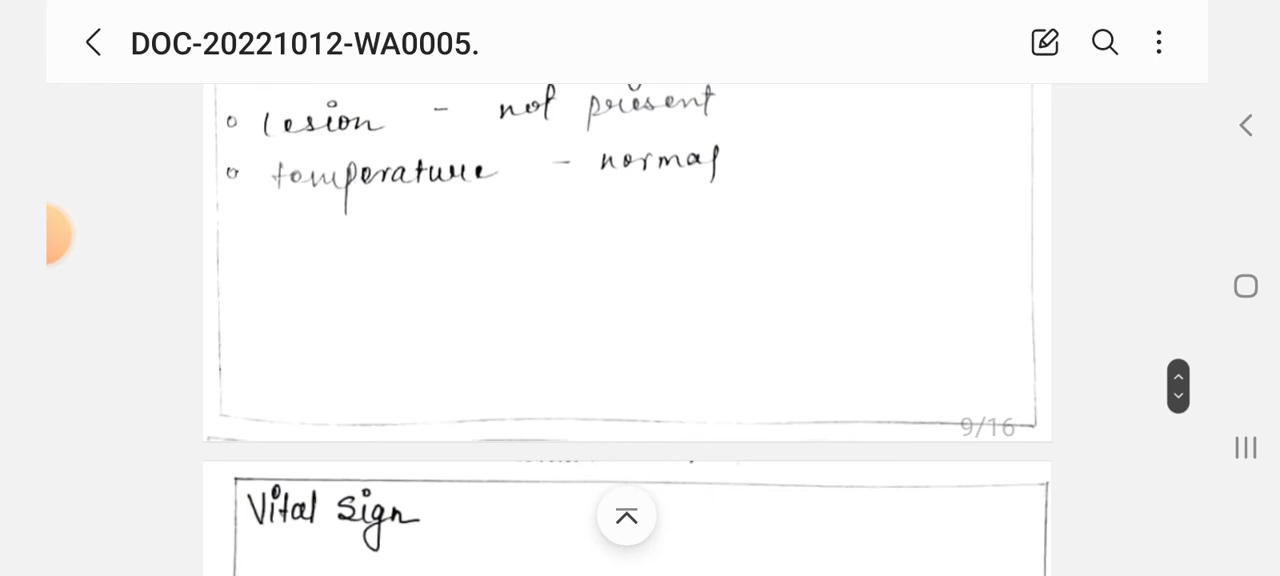 DOC-20221012-WA0005.
lesion - not present
temperature - normal
9/16
Vital Sign